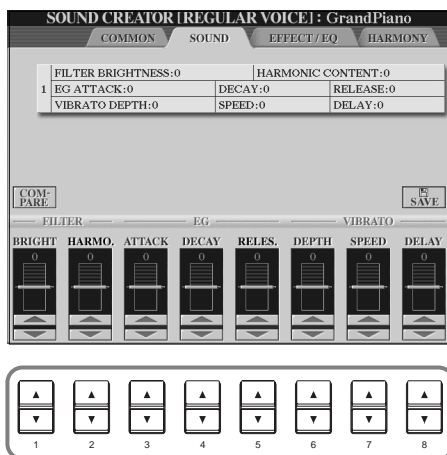 SOUND CREATOR [REGULAR VOICE] : GrandPiano
COMMON SOUND EFFECT / EQ HARMONY
FILTER BRIGHTNESS:0 HARMONIC CONTENT:0
1 EG ATTACK:0 DECAY:0 RELEASE:0
VIBRATO DEPTH:0 SPEED:0 DELAY:0
COM-
PARE
SAVE
FILTER EG VIBRATO
BRIGHT HARMO. ATTACK DECAY RELES. DEPTH SPEED DELAY
0 0 0 0 0 0 0 0
1 2 3 4 5 6 7 8